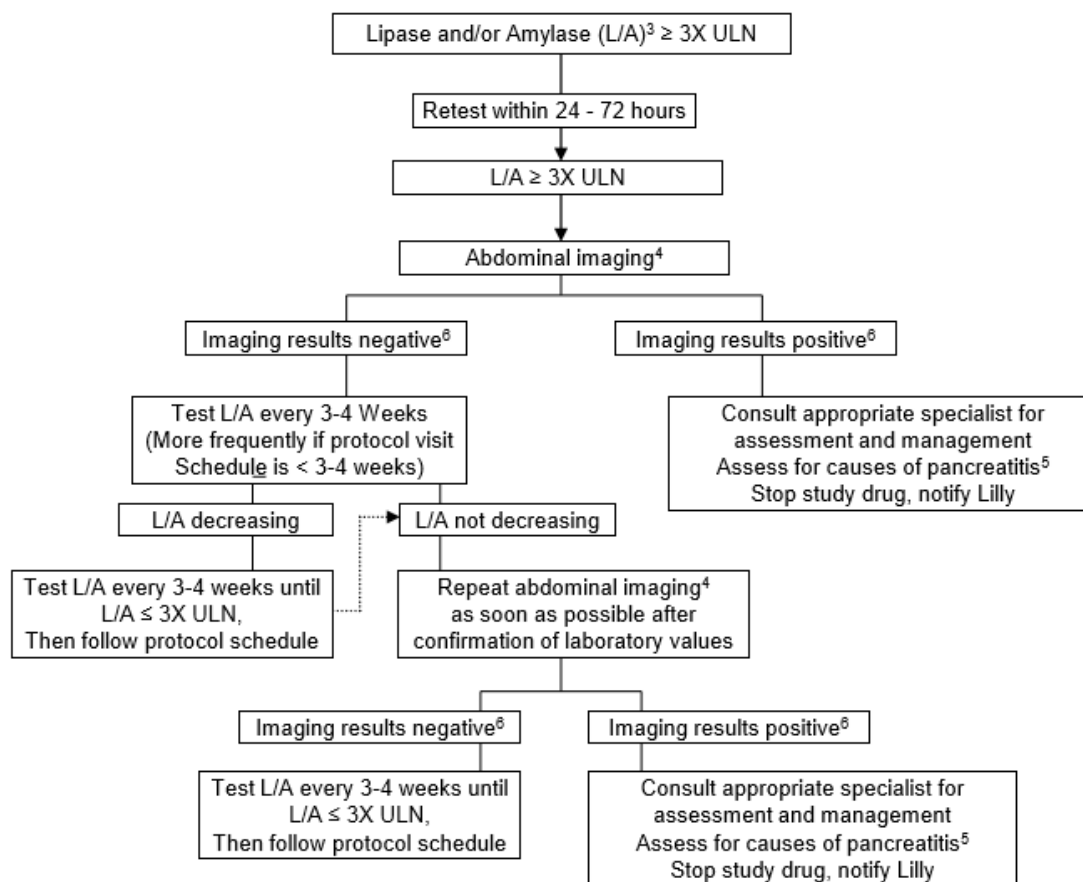 Lipase and/or Amylase (L/A)³ ≥ 3X ULN
Retest within 24 - 72 hours
L/A ≥ 3X ULN
Abdominal imaging⁴
Imaging results negative⁶
Imaging results positive⁶
Test L/A every 3-4 Weeks
(More frequently if protocol visit
Schedule is < 3-4 weeks)
Consult appropriate specialist for
assessment and management
Assess for causes of pancreatitis⁵
Stop study drug, notify Lilly
L/A decreasing
L/A not decreasing
Test L/A every 3-4 weeks until
L/A ≤ 3X ULN,
Then follow protocol schedule
Repeat abdominal imaging⁴
as soon as possible after
confirmation of laboratory values
Imaging results negative⁶
Imaging results positive⁶
Test L/A every 3-4 weeks until
L/A ≤ 3X ULN,
Then follow protocol schedule
Consult appropriate specialist for
assessment and management
Assess for causes of pancreatitis⁵
Stop study drug, notify Lilly